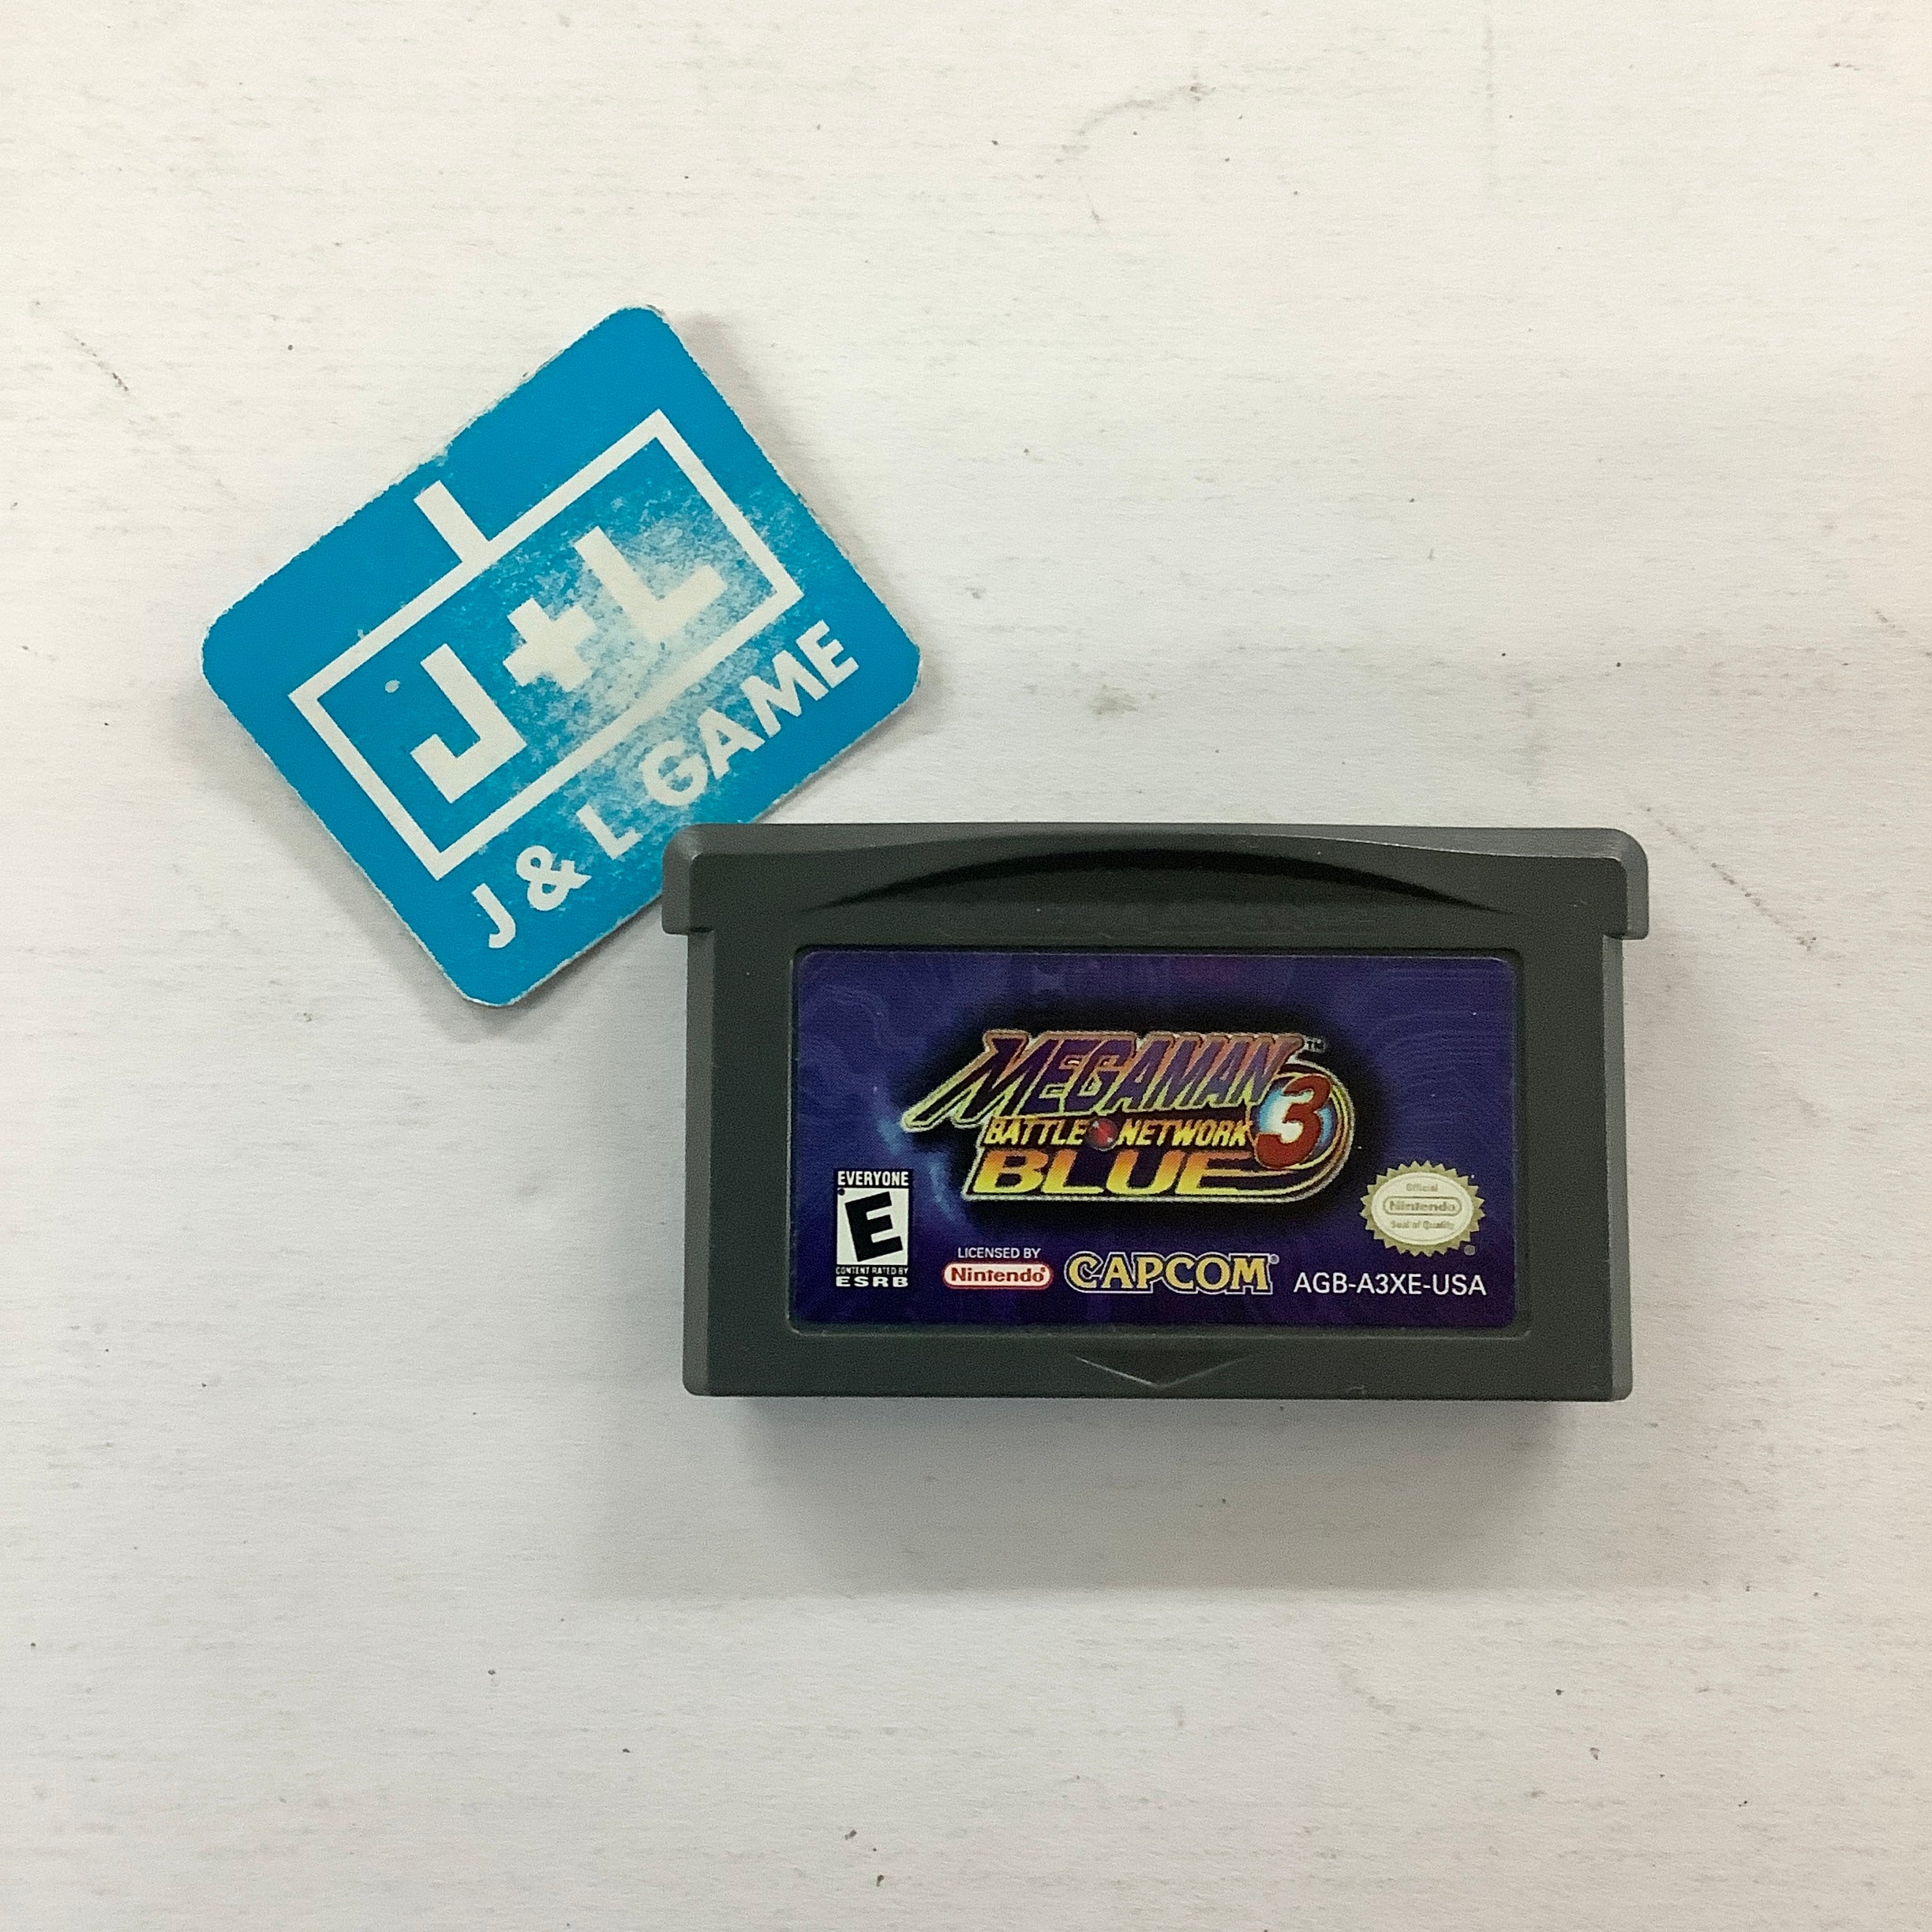 J+L
J & L GAME
MEGAMAN™
BATTLE NETWORK 3
BLUE
EVERYONE
E
CONTENT RATED BY
ESRB
LICENSED BY
Nintendo®
CAPCOM®
AGB-A3XE-USA
Official
Nintendo
Seal of Quality
®